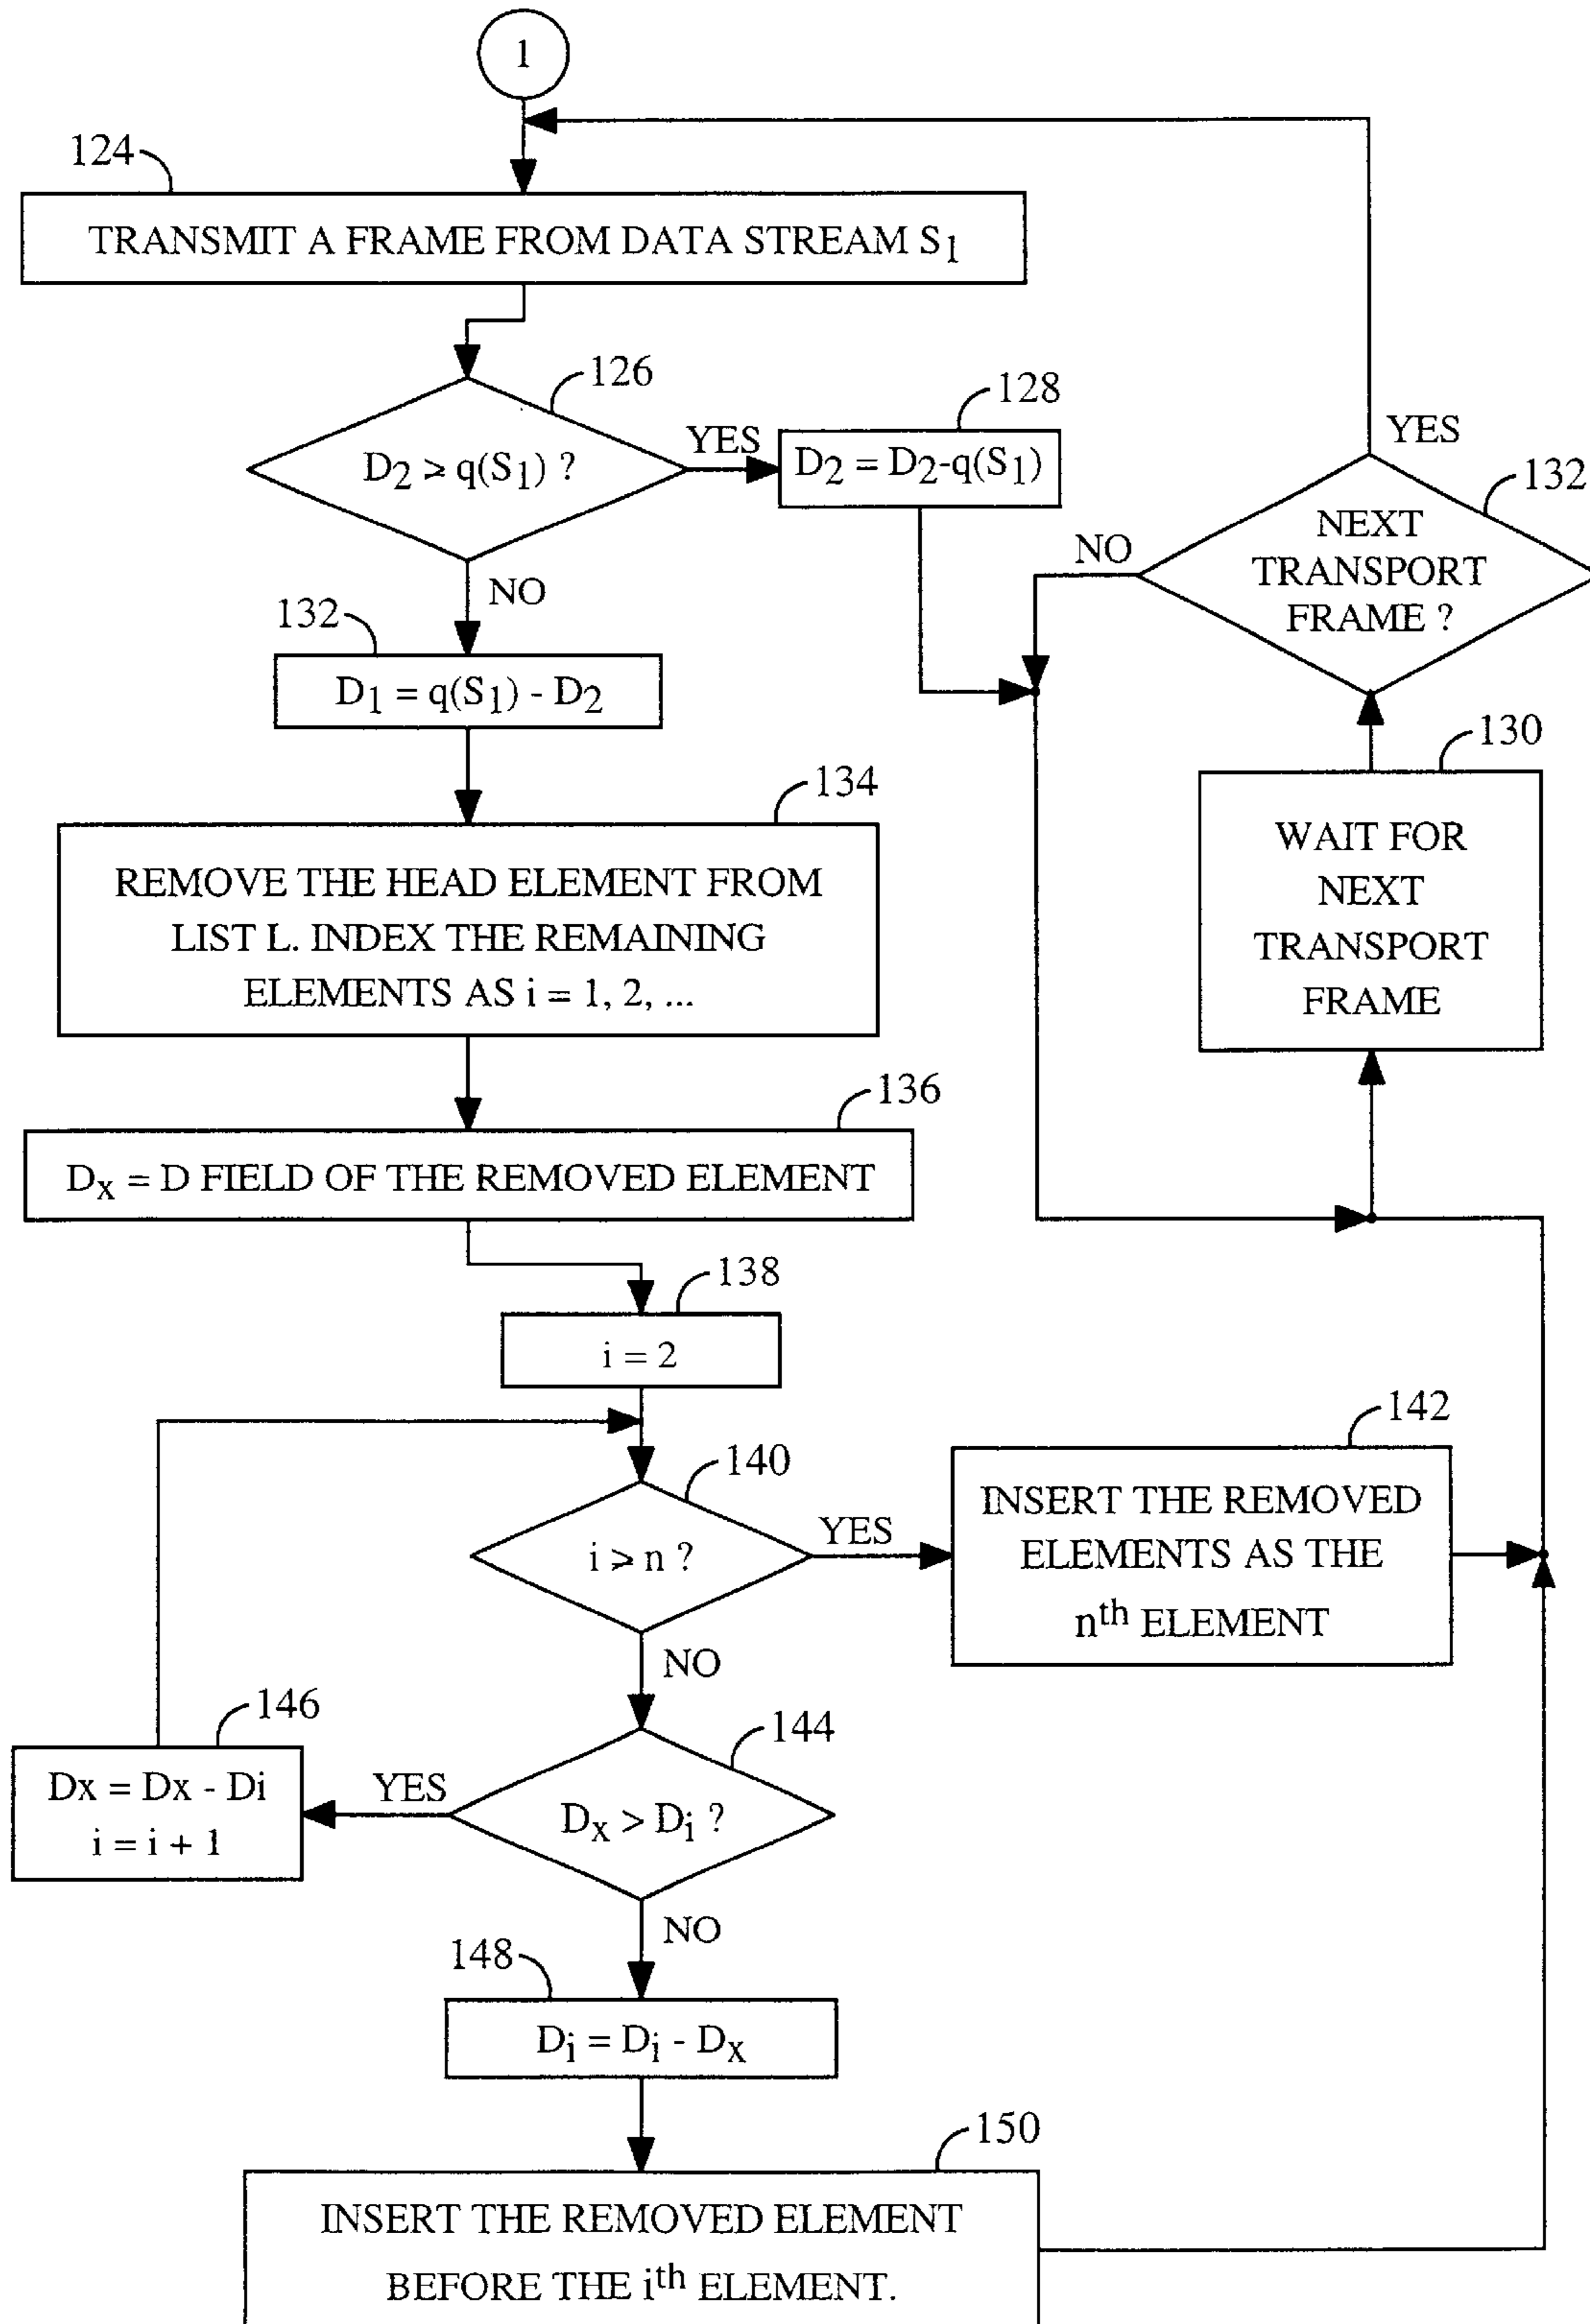 1
124
TRANSMIT A FRAME FROM DATA STREAM S1
126
D2 > q(S1) ?
YES
128
D2 = D2-q(S1)
YES
132
NEXT
TRANSPORT
FRAME ?
NO
NO
132
D1 = q(S1) - D2
130
WAIT FOR
NEXT
TRANSPORT
FRAME
134
REMOVE THE HEAD ELEMENT FROM
LIST L. INDEX THE REMAINING
ELEMENTS AS i = 1, 2, ...
136
Dx = D FIELD OF THE REMOVED ELEMENT
138
i = 2
140
i > n ?
YES
142
INSERT THE REMOVED
ELEMENTS AS THE
nth ELEMENT
NO
144
Dx > Di ?
YES
146
Dx = Dx - Di
i = i + 1
NO
148
Di = Di - Dx
150
INSERT THE REMOVED ELEMENT
BEFORE THE ith ELEMENT.